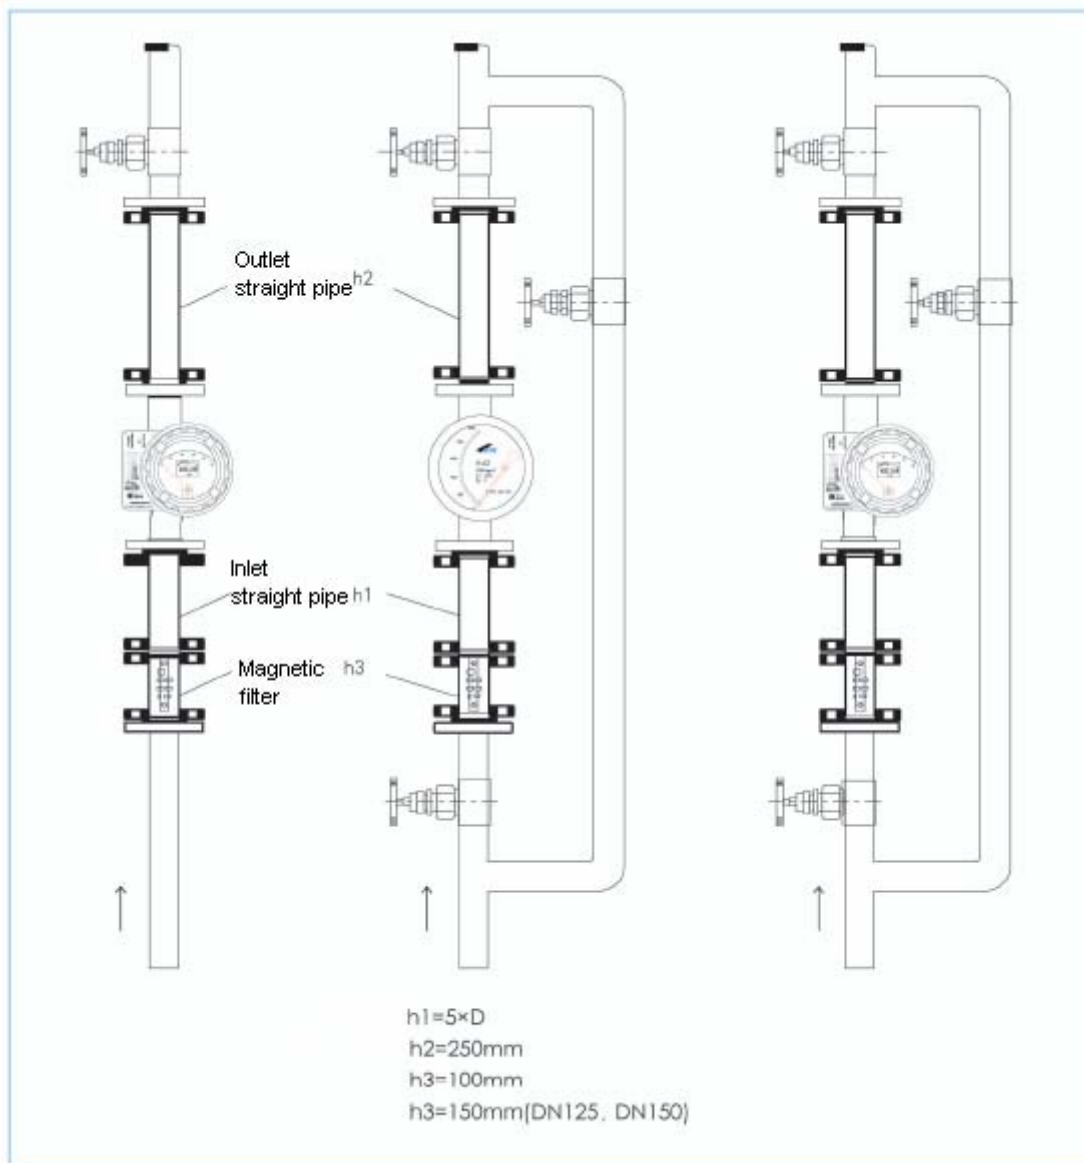 Outlet
straight pipe h2
Inlet
straight pipe h1
Magnetic h3
filter
h1=5×D
h2=250mm
h3=100mm
h3=150mm(DN125, DN150)